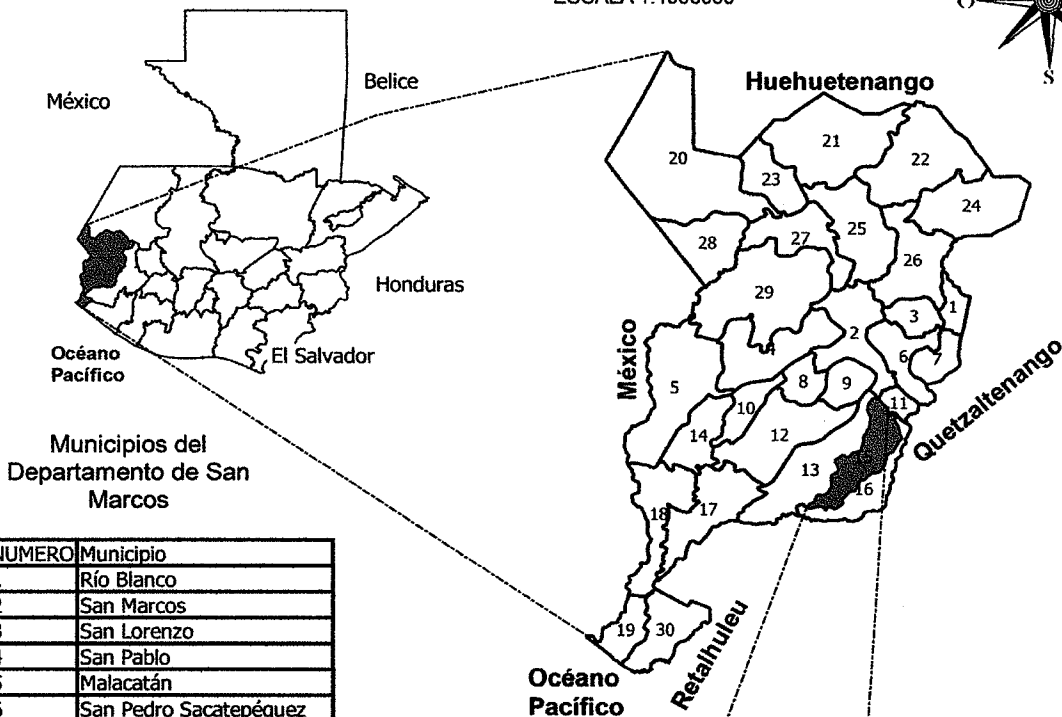 México
Belice
Honduras
El Salvador
Océano
Pacífico
Municipios del
Departamento de San
Marcos
NUMERO Municipio
Río Blanco
San Marcos
San Lorenzo
San Pablo
Malacatán
San Pedro Sacatepéquez
O
S
Huehuetenango
20
21
22
23
24
25
26
27
28
29
1
2
3
4
5
6
7
8
9
10
11
12
13
14
16
17
18
19
30
México
Quetzaltenango
Retalhuleu
Océano
Pacífico